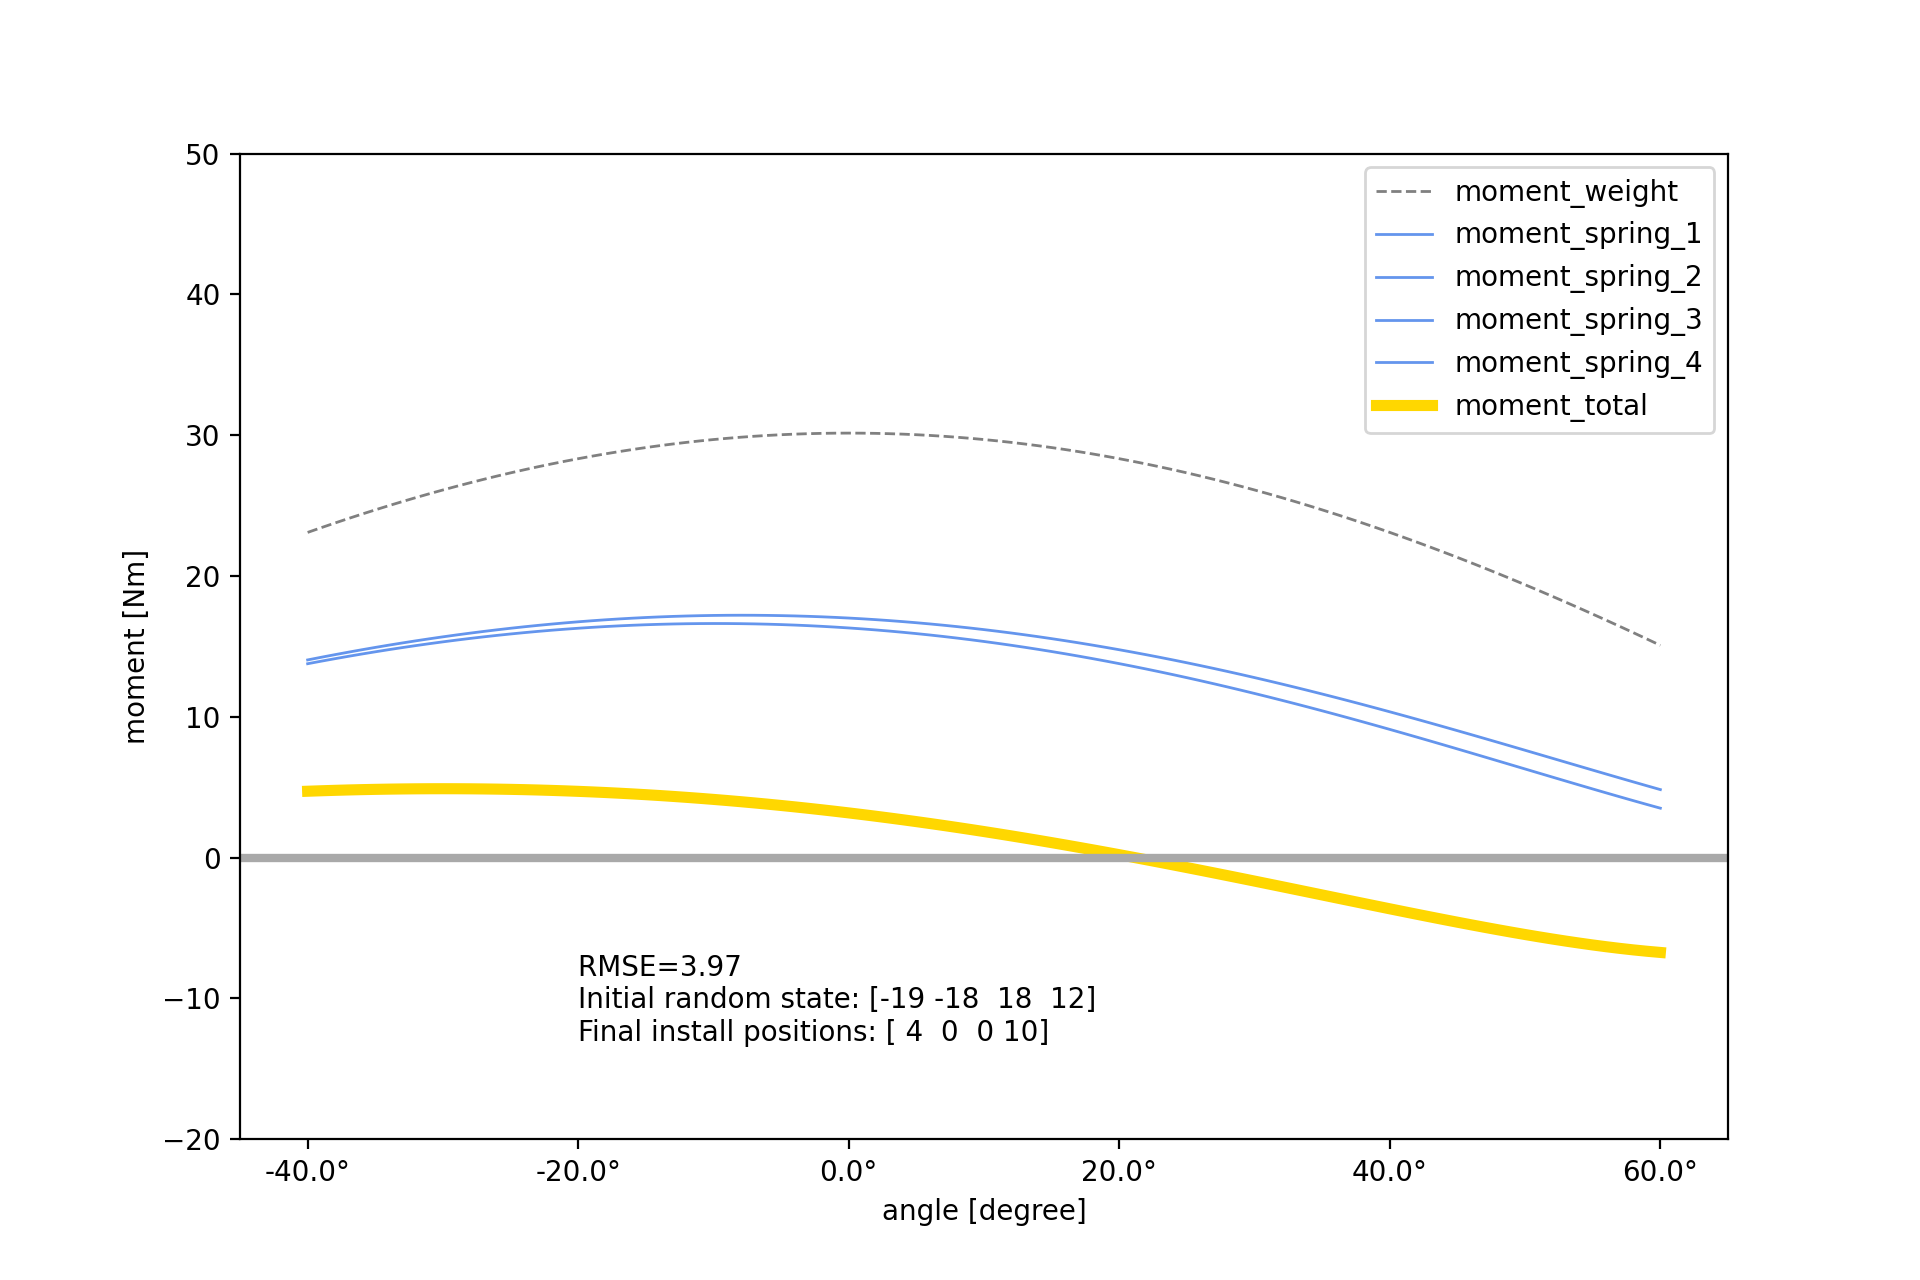 50
40
30
20
10
0
−10
−20
moment [Nm]
moment_weight
moment_spring_1
moment_spring_2
moment_spring_3
moment_spring_4
moment_total
RMSE=3.97
Initial random state: [-19 -18  18  12]
Final install positions: [ 4  0  0 10]
-40.0° -20.0° 0.0° 20.0° 40.0° 60.0°
angle [degree]